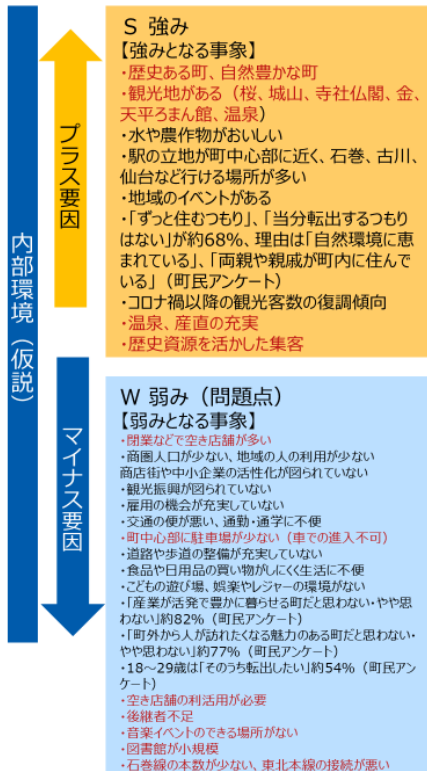 内部環境（仮説）
プラス要因
S 強み
【強みとなる事象】
・歴史ある町、自然豊かな町
・観光地がある（桜、城山、寺社仏閣、金、
天平ろまん館、温泉）
・水や農作物がおいしい
・駅の立地が町中心部に近く、石巻、古川、
仙台など行ける場所が多い
・地域のイベントがある
・「ずっと住むつもり」、「当分転出するつもり
はない」が約68%、理由は「自然環境に恵
まれている」、「両親や親戚が町内に住んで
いる」（町民アンケート）
・コロナ禍以降の観光客数の復調傾向
・温泉、産直の充実
・歴史資源を活かした集客
マイナス要因
W 弱み（問題点）
【弱みとなる事象】
・閉業などで空き店舗が多い
・商圏人口が少ない、地域の人の利用が少ない
商店街や中小企業の活性化が図られていない
・観光振興が図られていない
・雇用の機会が充実していない
・交通の便が悪い、通勤・通学に不便
・町中心部に駐車場が少ない（車での進入不可）
・道路や歩道の整備が充実していない
・食品や日用品の買い物がしにくく生活に不便
・こどもの遊び場、娯楽やレジャーの環境がない
・「産業が活発で豊かに暮らせる町だと思わない・やや思
わない」約82%（町民アンケート）
・「町外から人が訪れたくなる魅力のある町だと思わない・
やや思わない」約77%（町民アンケート）
・18～29歳は「そのうち転出したい」約54%（町民アン
ケート）
・空き店舗の利活用が必要
・後継者不足
・音楽イベントのできる場所がない
・図書館が小規模
・石巻線の本数が少ない、東北本線の接続が悪い